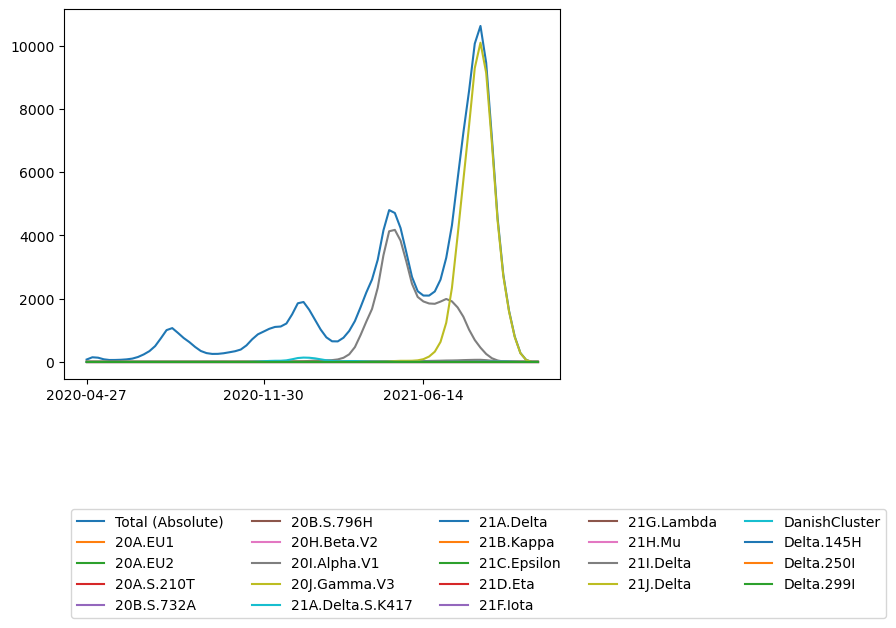 10000
8000
6000
4000
2000
0
2020-04-27 2020-11-30 2021-06-14
Total (Absolute) 20B.S.796H 21A.Delta 21G.Lambda DanishCluster
20A.EU1 20H.Beta.V2 21B.Kappa 21H.Mu Delta.145H
20A.EU2 20I.Alpha.V1 21C.Epsilon 21I.Delta Delta.250I
20A.S.210T 20J.Gamma.V3 21D.Eta 21J.Delta Delta.299I
20B.S.732A 21A.Delta.S.K417 21F.Iota